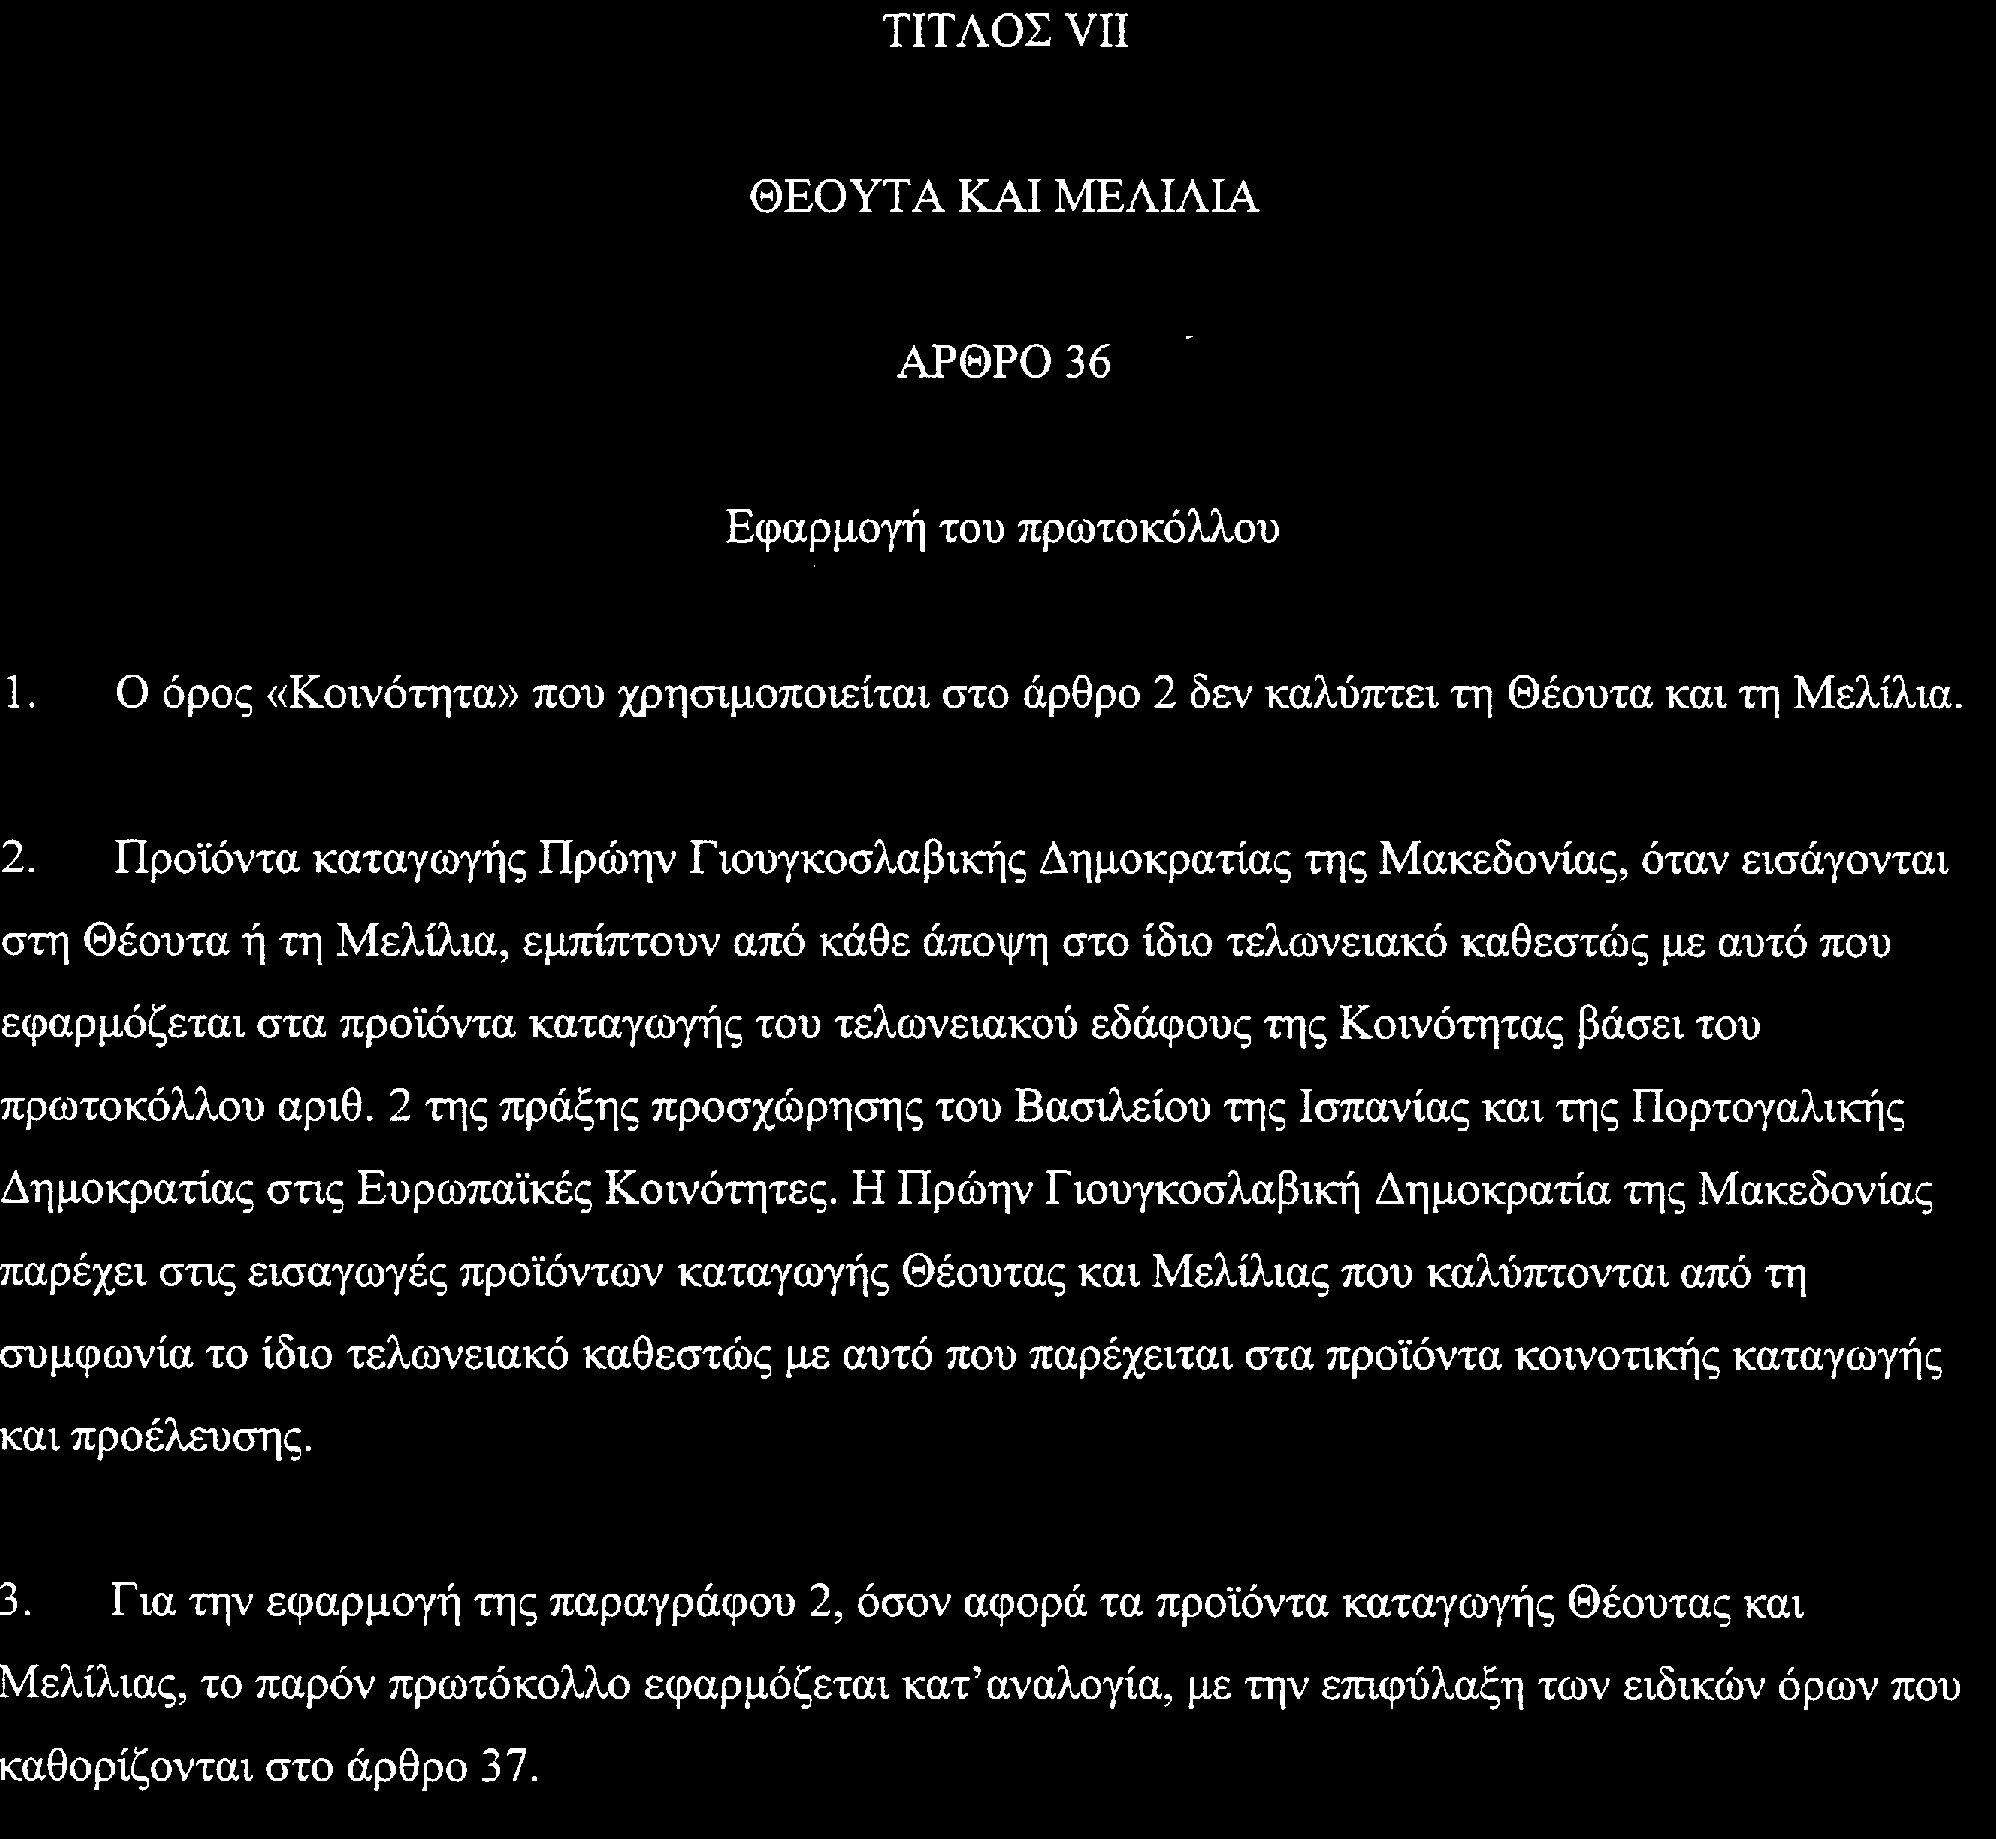 ΤΙΤΛΟΣ VII
ΘΕΟΥΤΑ ΚΑΙ ΜΕΛΙΛΙΑ
ΑΡΘΡΟ 36
Εφαρμογή του πρωτοκόλλου
1. Ο όρος «Κοινότητα» που χρησιμοποιείται στο άρθρο 2 δεν καλύπτει τη Θέουτα και τη Μελίλια.
2. Προϊόντα καταγωγής Πρώην Γιουγκοσλαβικής Δημοκρατίας της Μακεδονίας, όταν εισάγονται
στη Θέουτα ή τη Μελίλια, εμπίπτουν από κάθε άποψη στο ίδιο τελωνειακό καθεστώς με αυτό που
εφαρμόζεται στα προϊόντα καταγωγής του τελωνειακού εδάφους της Κοινότητας βάσει του
πρωτοκόλλου αριθ. 2 της πράξης προσχώρησης του Βασιλείου της Ισπανίας και της Πορτογαλικής
Δημοκρατίας στις Ευρωπαϊκές Κοινότητες. Η Πρώην Γιουγκοσλαβική Δημοκρατία της Μακεδονίας
παρέχει στις εισαγωγές προϊόντων καταγωγής Θέουτας και Μελίλιας που καλύπτονται από τη
συμφωνία το ίδιο τελωνειακό καθεστώς με αυτό που παρέχειται στα προϊόντα κοινοτικής καταγωγής
και προέλευσης.
3. Για την εφαρμογή της παραγράφου 2, όσον αφορά τα προϊόντα καταγωγής Θέουτας και
Μελίλιας, το παρόν πρωτόκολλο εφαρμόζεται κατ’αναλογία, με την επιφύλαξη των ειδικών όρων που
καθορίζονται στο άρθρο 37.